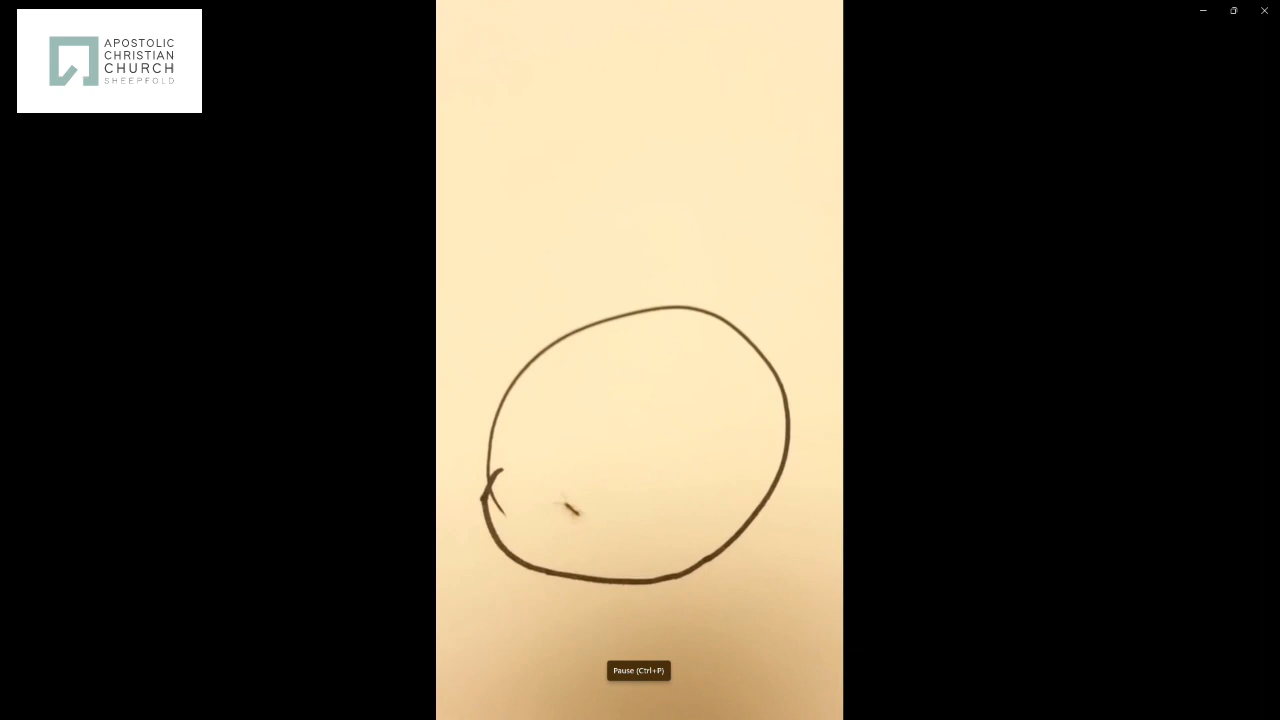 APOSTOLIC
CHRISTIAN
CHURCH
SHEEPFOLD
Pause (Ctrl+P)